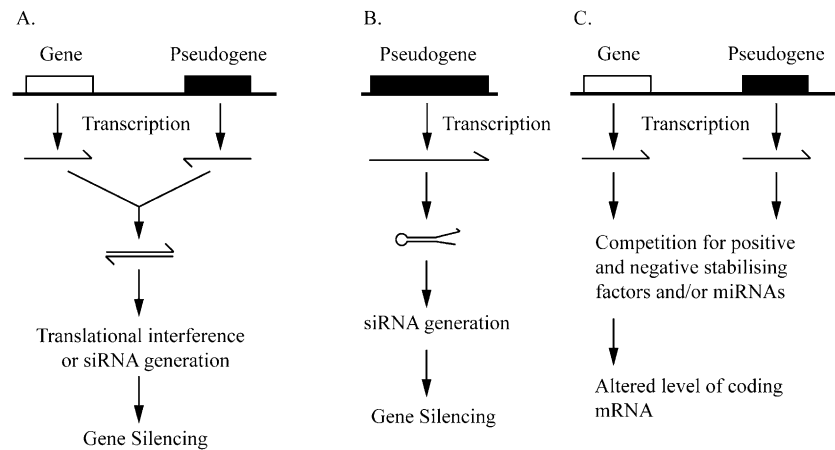 A.
Gene
Pseudogene
Transcription
Translational interference
or siRNA generation
Gene Silencing
B.
Pseudogene
Transcription
siRNA generation
Gene Silencing
C.
Gene
Pseudogene
Transcription
Competition for positive
and negative stabilising
factors and/or miRNAs
Altered level of coding
mRNA